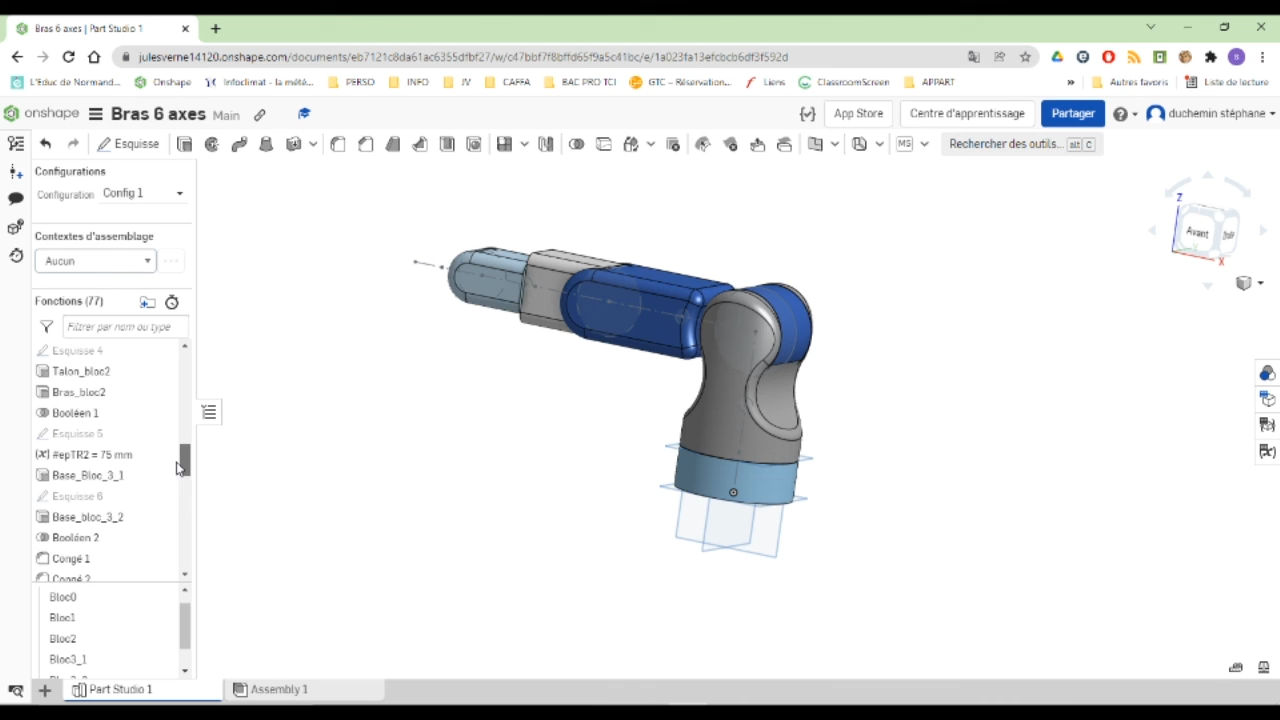 Bras 6 axes | Part Studio 1
julesverne14120.onshape.com/documents/eb7121c8da61ac6355dfbf27/w/c47bbf7f8bffd65f9a5c41bc/e/1a023fa13efcbcb6df3f592d
L'Éduc de Normand... Onshape Infoclimat - la mété... PERSO INFO JV CAFFA BAC PRO TCI GTC – Réservation... Liens ClassroomScreen APPART » Autres favoris Liste de lecture
onshape Bras 6 axes Main App Store Centre d'apprentissage Partager duchemin stéphane
Esquisse MS Rechercher des outils... alt C
Configurations
Configuration Config 1
Contextes d'assemblage
Aucun
Fonctions (77)
Filtrer par nom ou type
Esquisse 4
Talon_bloc2
Bras_bloc2
Booléen 1
Esquisse 5
(x) #epTR2 = 75 mm
Base_Bloc_3_1
Esquisse 6
Base_bloc_3_2
Booléen 2
Congé 1
Congé 2
Bloc0
Bloc1
Bloc2
Bloc3_1
Z
Avant
Droite
X
Part Studio 1 Assembly 1